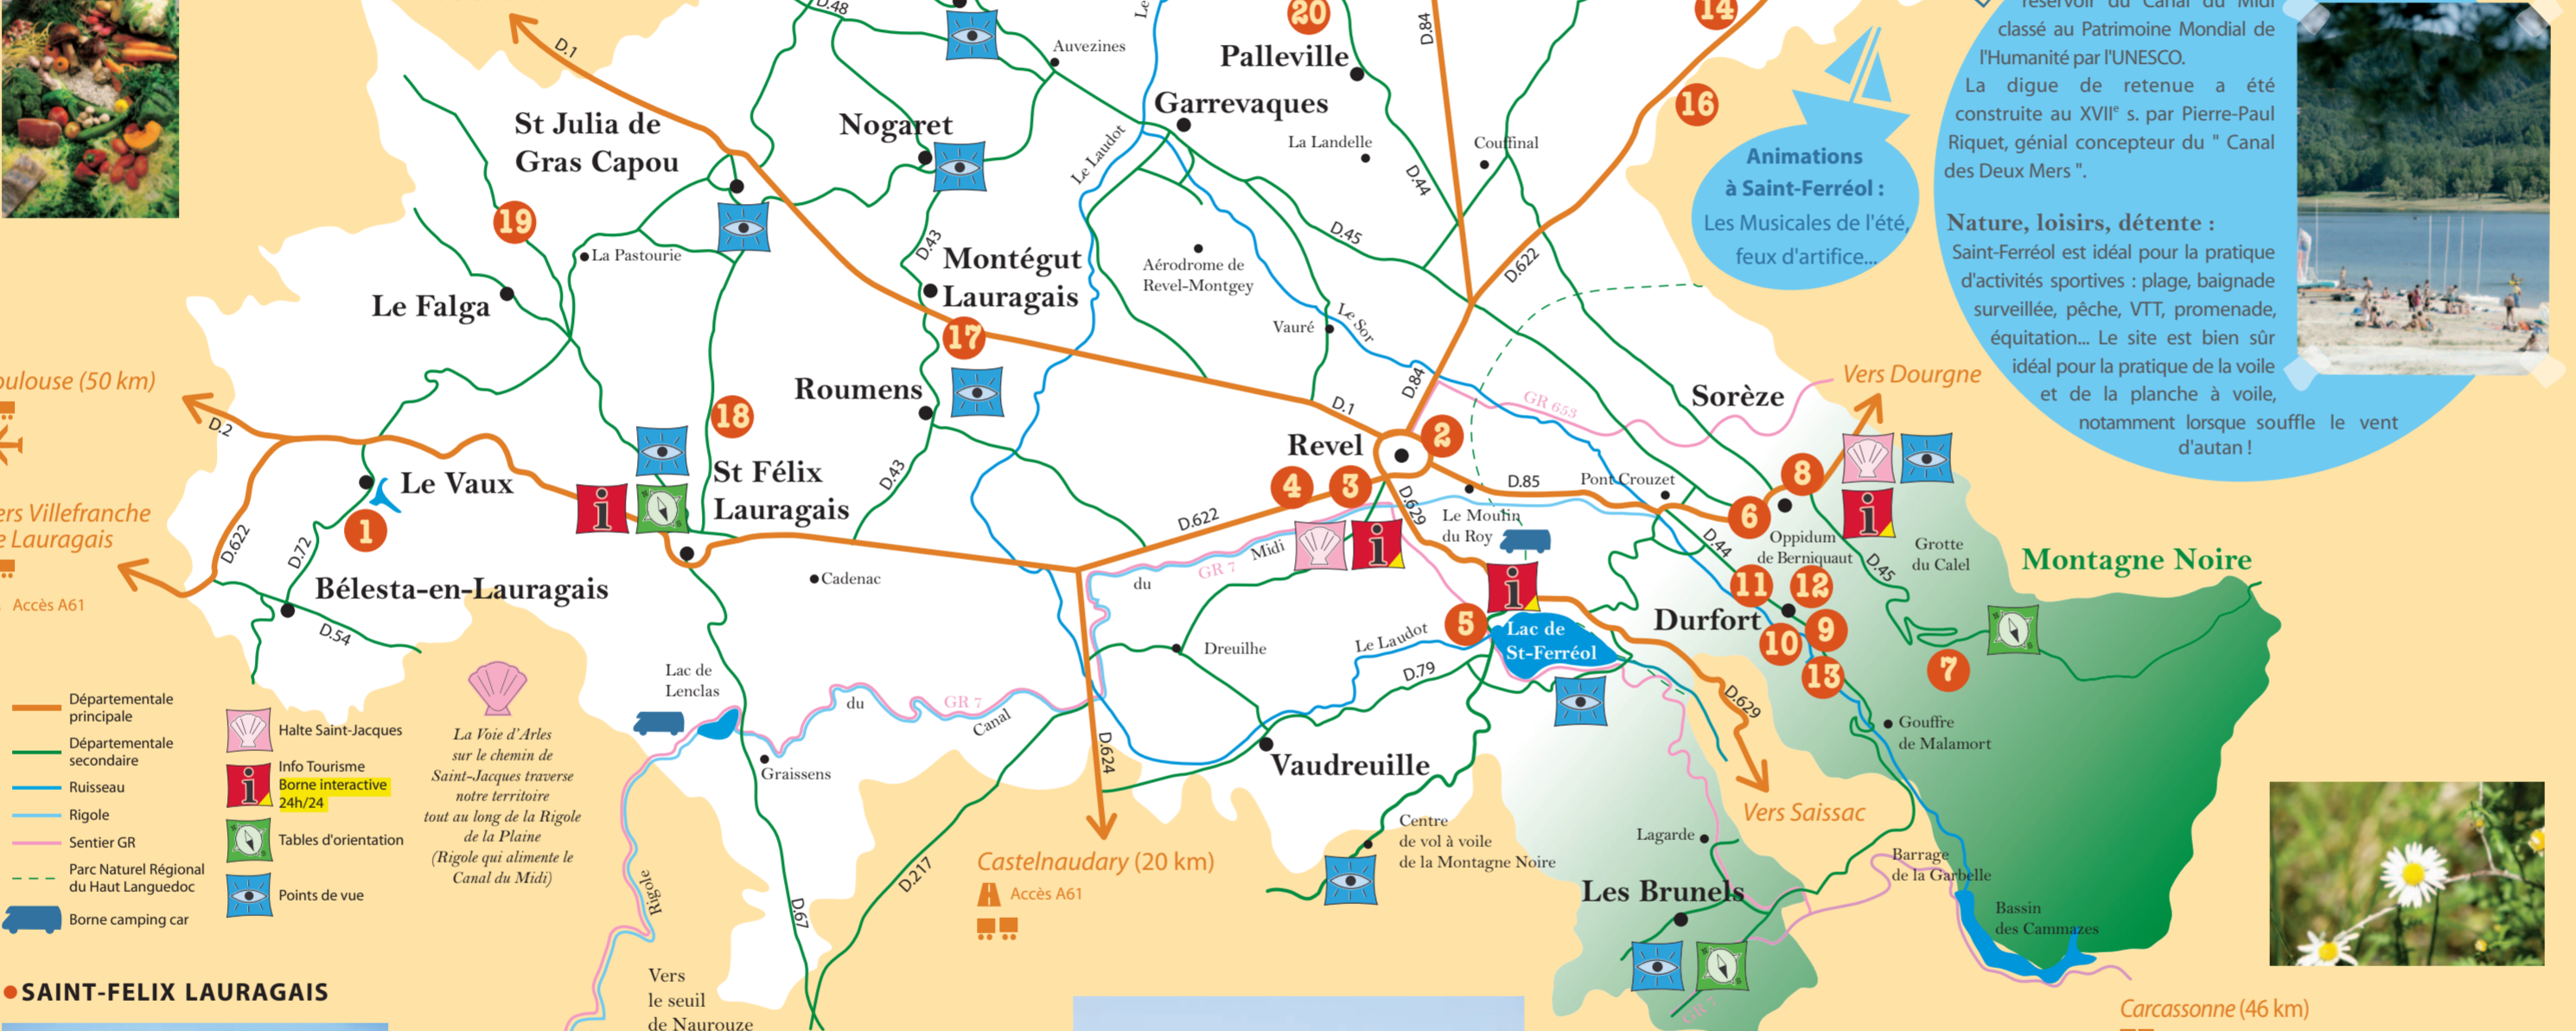 D.48
Le
20
D.84
14
D.1
Auvezines
Palleville
16
Garrevaques
St Julia de
Gras Capou
Nogaret
Le Laudot
La Landelle
Couffinal
D.44
19
La Pastourie
D.43
Montégut
Lauragais
Aérodrome de
Revel-Montgey
D.45
D.622
Le Falga
17
Vauré
Le Sor
réservoir du Canal du Midi
classé au Patrimoine Mondial de
l'Humanité par l'UNESCO.
La digue de retenue a été
construite au XVIIe s. par Pierre-Paul
Riquet, génial concepteur du " Canal
des Deux Mers ".
Nature, loisirs, détente :
Saint-Ferréol est idéal pour la pratique
d'activités sportives : plage, baignade
surveillée, pêche, VTT, promenade,
équitation... Le site est bien sûr
idéal pour la pratique de la voile
et de la planche à voile,
notamment lorsque souffle le vent
d'autan !
Animations
à Saint-Ferréol :
Les Musicales de l'été,
feux d'artifice...
oulouse (50 km)
D.2
Roumens
18
D.1
D.84
GR 653
Sorèze
Vers Dourgne
Revel
2
Le Vaux
St Félix
Lauragais
D.43
4
3
D.85
Pont Crouzet
8
ers Villefranche
e Lauragais
Accès A61
1
D.622
D.72
D.622
D.629
Le Moulin
du Roy
6
Oppidum
de Berniquaut
Grotte
du Calel
D.44
D.45
Montagne Noire
Bélesta-en-Lauragais
D.54
Cadenac
du
GR 7
Midi
11
12
Durfort
9
10
13
7
5
Lac de
St-Ferréol
Dreuilhe
Le Laudot
D.79
D.629
Lac de
Lenclas
du
GR 7
Canal
Graissens
D.624
Vaudreuille
Gouffre
de Malamort
Vers Saissac
Départementale
principale
Départementale
secondaire
Ruisseau
Rigole
Sentier GR
Parc Naturel Régional
du Haut Languedoc
Borne camping car
Halte Saint-Jacques
Info Tourisme
Borne interactive
24h/24
Tables d'orientation
Points de vue
La Voie d'Arles
sur le chemin de
Saint-Jacques traverse
notre territoire
tout au long de la Rigole
de la Plaine
(Rigole qui alimente le
Canal du Midi)
Rigole
D.67
D.217
Castelnaudary (20 km)
Accès A61
Centre
de vol à voile
de la Montagne Noire
Lagarde
Les Brunels
Barrage
de la Garbelle
Bassin
des Cammazes
GR 7
Vers
le seuil
de Naurouze
SAINT-FELIX LAURAGAIS
Carcassonne (46 km)